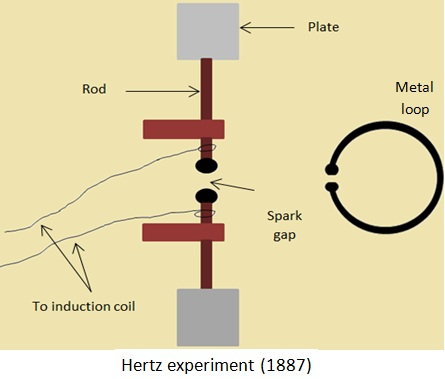 Plate
Rod
Metal
loop
Spark
gap
To induction coil
Hertz experiment (1887)